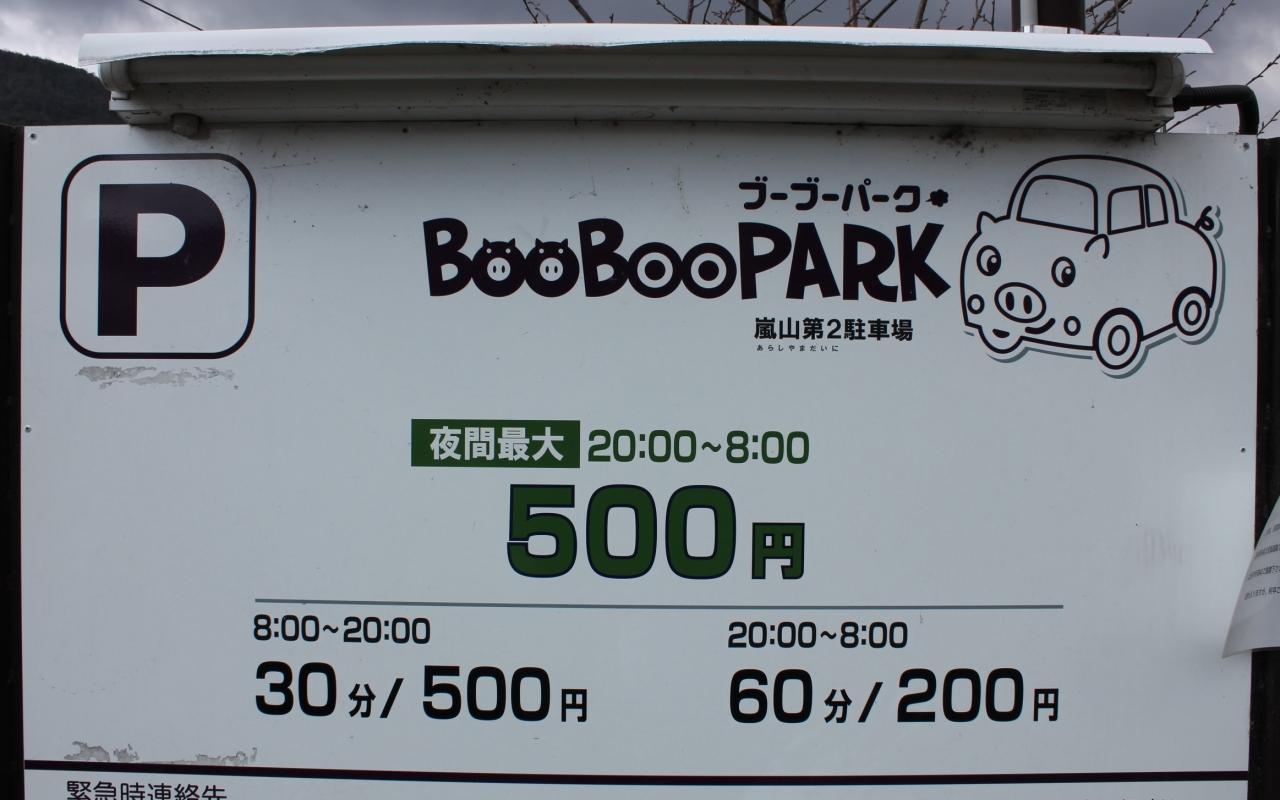 P
ブーブーパーク
BooBooPARK
嵐山第2駐車場
あらしやまだいに
夜間最大 20:00~8:00
500円
8:00~20:00
30分/500円
20:00~8:00
60分/200円
緊急時連絡先